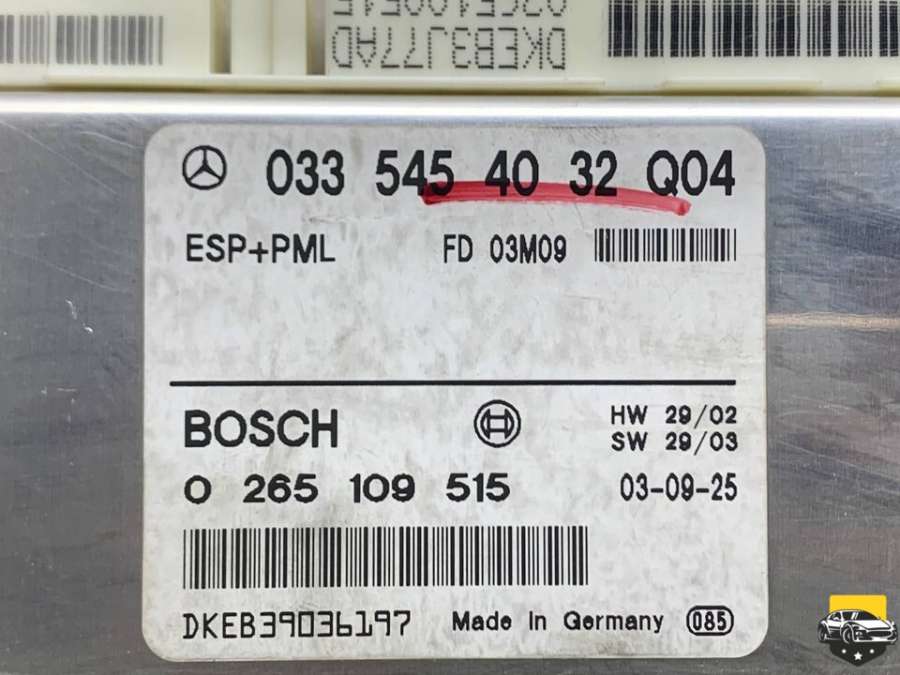 DKEB3J77AD
033 545 40 32 Q04
ESP+PML FD 03M09
BOSCH HW 29/02
SW 29/03
0 265 109 515 03-09-25
DKEB39036197 Made In Germany 085